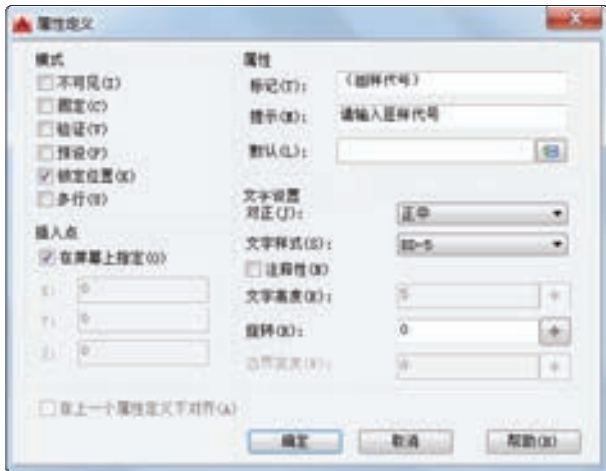 属性定义
模式
不可见(I)
固定(C)
验证(V)
预设(P)
锁定位置(K)
多行(U)
插入点
在屏幕上指定(O)
X: 0
Y: 0
Z: 0
在上一个属性定义下对齐(A)
属性
标记(T): (图样代号)
提示(M): 请输入图样代号
默认(L):
文字设置
对正(J): 正中
文字样式(S):
注释性(N)
文字高度(E): 5
旋转(R): 0
边界宽度(W): 0
确定
取消
帮助(H)